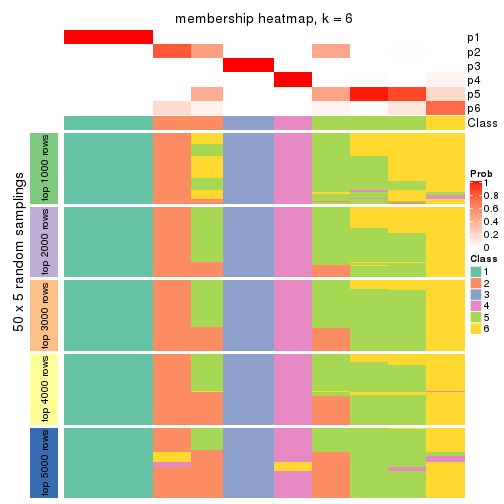 membership heatmap, k = 6
p1
p2
p3
p4
p5
p6
Class
50 x 5 random samplings
top 1000 rows
top 2000 rows
top 3000 rows
top 4000 rows
top 5000 rows
Prob
1
0.8
0.6
0.4
0.2
0
Class
1
2
3
4
5
6